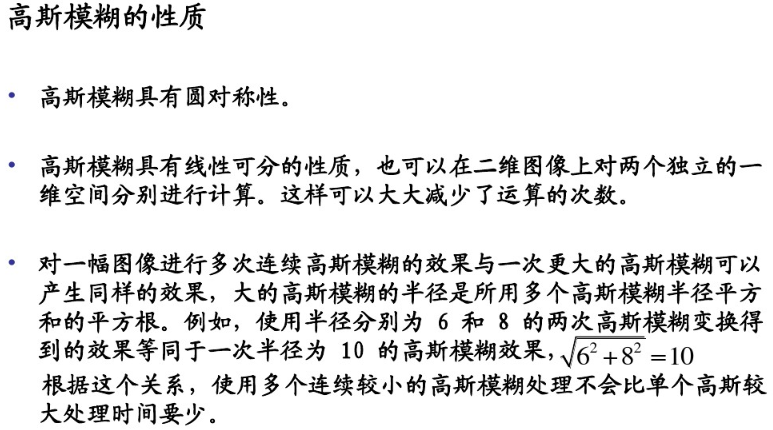 高斯模糊的性质
• 高斯模糊具有圆对称性。
• 高斯模糊具有线性可分的性质，也可以在二维图像上对两个独立的一
维空间分别进行计算。这样可以大大减少了运算的次数。
• 对一幅图像进行多次连续高斯模糊的效果与一次更大的高斯模糊可以
产生同样的效果，大的高斯模糊的半径是所用多个高斯模糊半径平方
和的平方根。例如，使用半径分别为 6 和 8 的两次高斯模糊变换得
到的效果等同于一次半径为 10 的高斯模糊效果，√(6²+8²)=10
根据这个关系，使用多个连续较小的高斯模糊处理不会比单个高斯较
大处理时间要少。